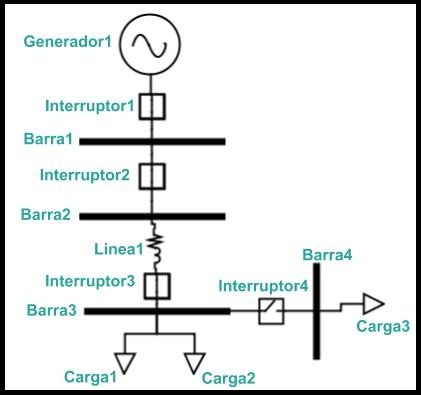 Generador1
Interruptor1
Barra1
Interruptor2
Barra2
Linea1
Barra4
Interruptor3
Interruptor4
Barra3
Carga3
Carga1
Carga2